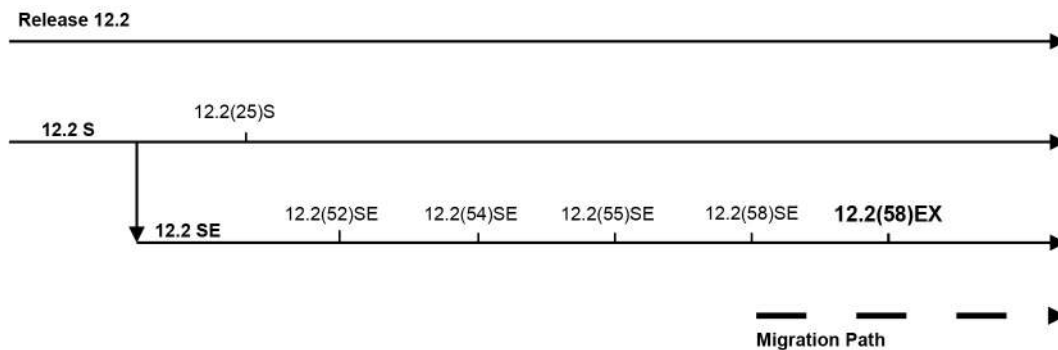 Release 12.2
12.2(25)S
12.2 S
12.2(52)SE 12.2(54)SE 12.2(55)SE 12.2(58)SE 12.2(58)EX
12.2 SE
Migration Path